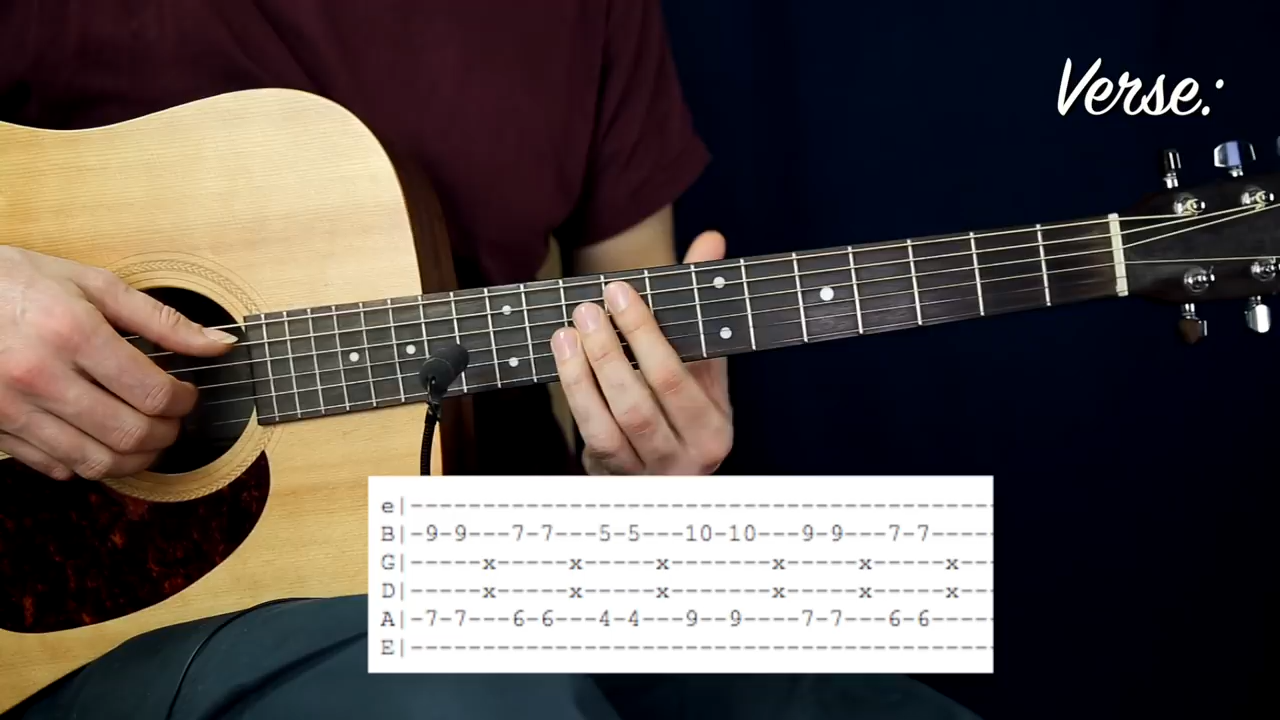 Verse:
e|----------------------------------------
B|-9-9---7-7---5-5---10-10---9-9---7-7----
G|-----x-----x-----x-------x-----x-----x--
D|-----x-----x-----x-------x-----x-----x--
A|-7-7---6-6---4-4---9--9----7-7---6-6----
E|----------------------------------------